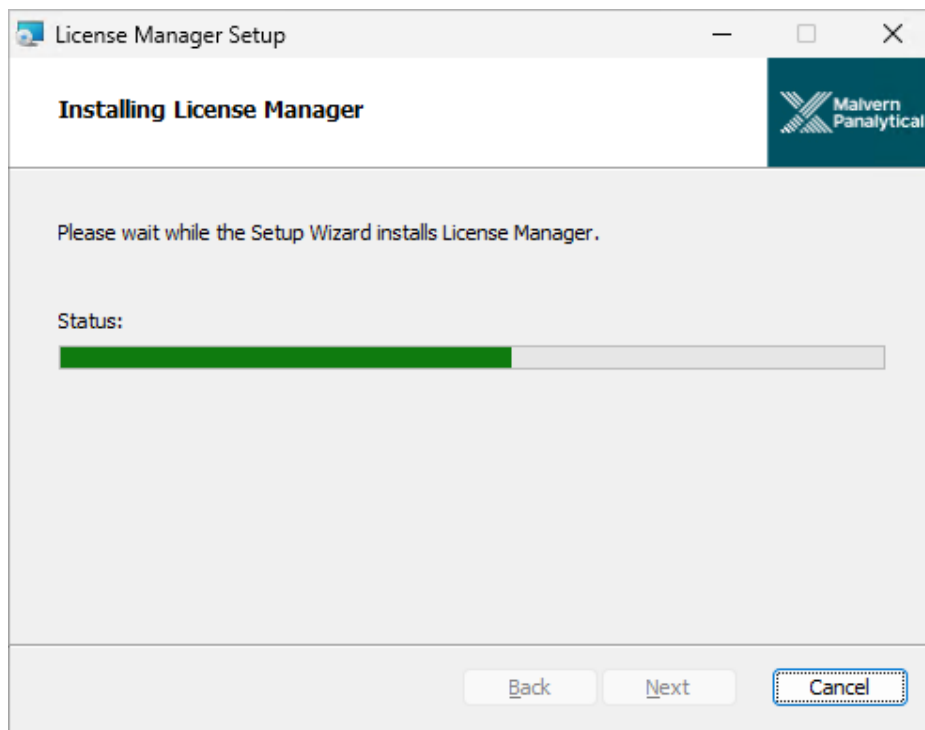 License Manager Setup
Installing License Manager
Malvern
Panalytical
Please wait while the Setup Wizard installs License Manager.
Status:
Back
Next
Cancel